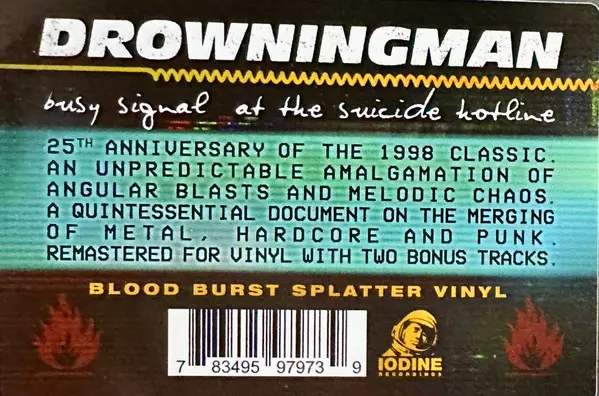 DROWNINGMAN
busy signal at the suicide hotline
25TH ANNIVERSARY OF THE 1998 CLASSIC.
AN UNPREDICTABLE AMALGAMATION OF
ANGULAR BLASTS AND MELODIC CHAOS.
A QUINTESSENTIAL DOCUMENT ON THE MERGING
OF METAL, HARDCORE AND PUNK.
REMASTERED FOR VINYL WITH TWO BONUS TRACKS.
BLOOD BURST SPLATTER VINYL
7 83495 97973 9
IODINE
RECORDINGS